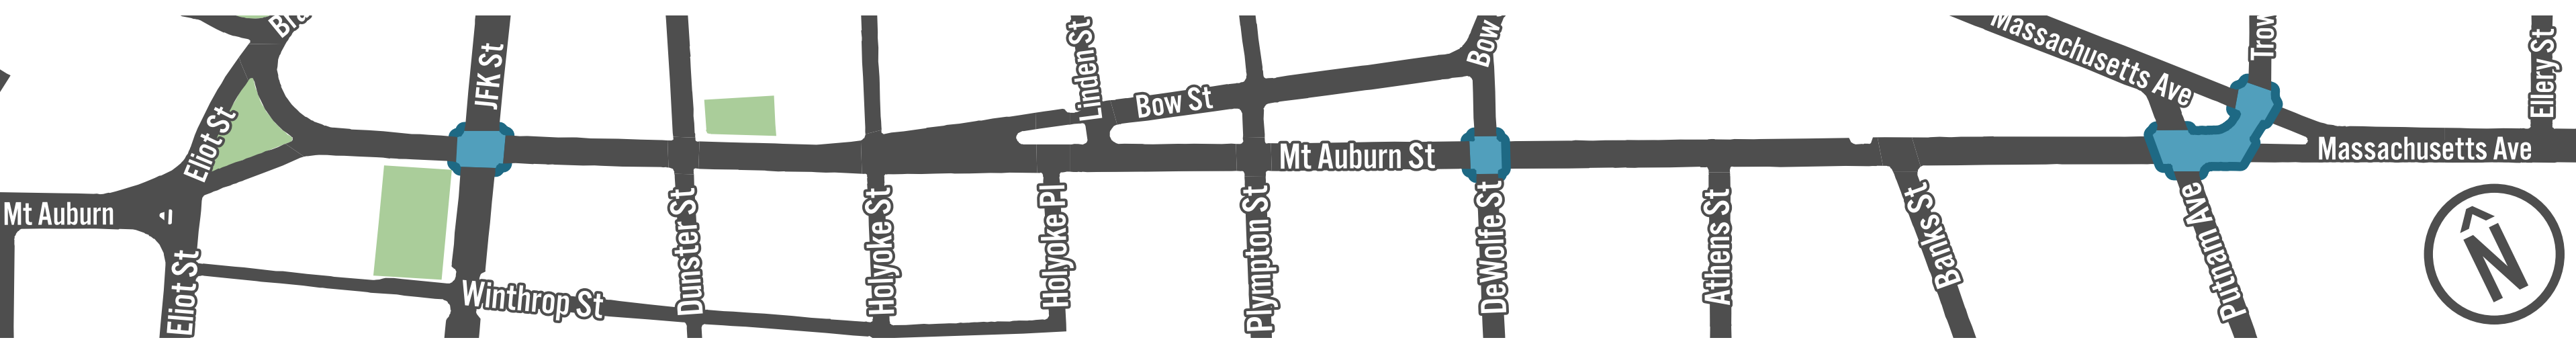 Bra
JFK St
Linden St
Bow
Massachusetts Ave
Trow
Ellery St
Eliot St
Bow St
Mt Auburn St
Massachusetts Ave
Mt Auburn
Eliot St
Winthrop St
Dunster St
Holyoke St
Holyoke Pl
Plympton St
DeWolfe St
Athens St
Banks St
Putnam Ave
N